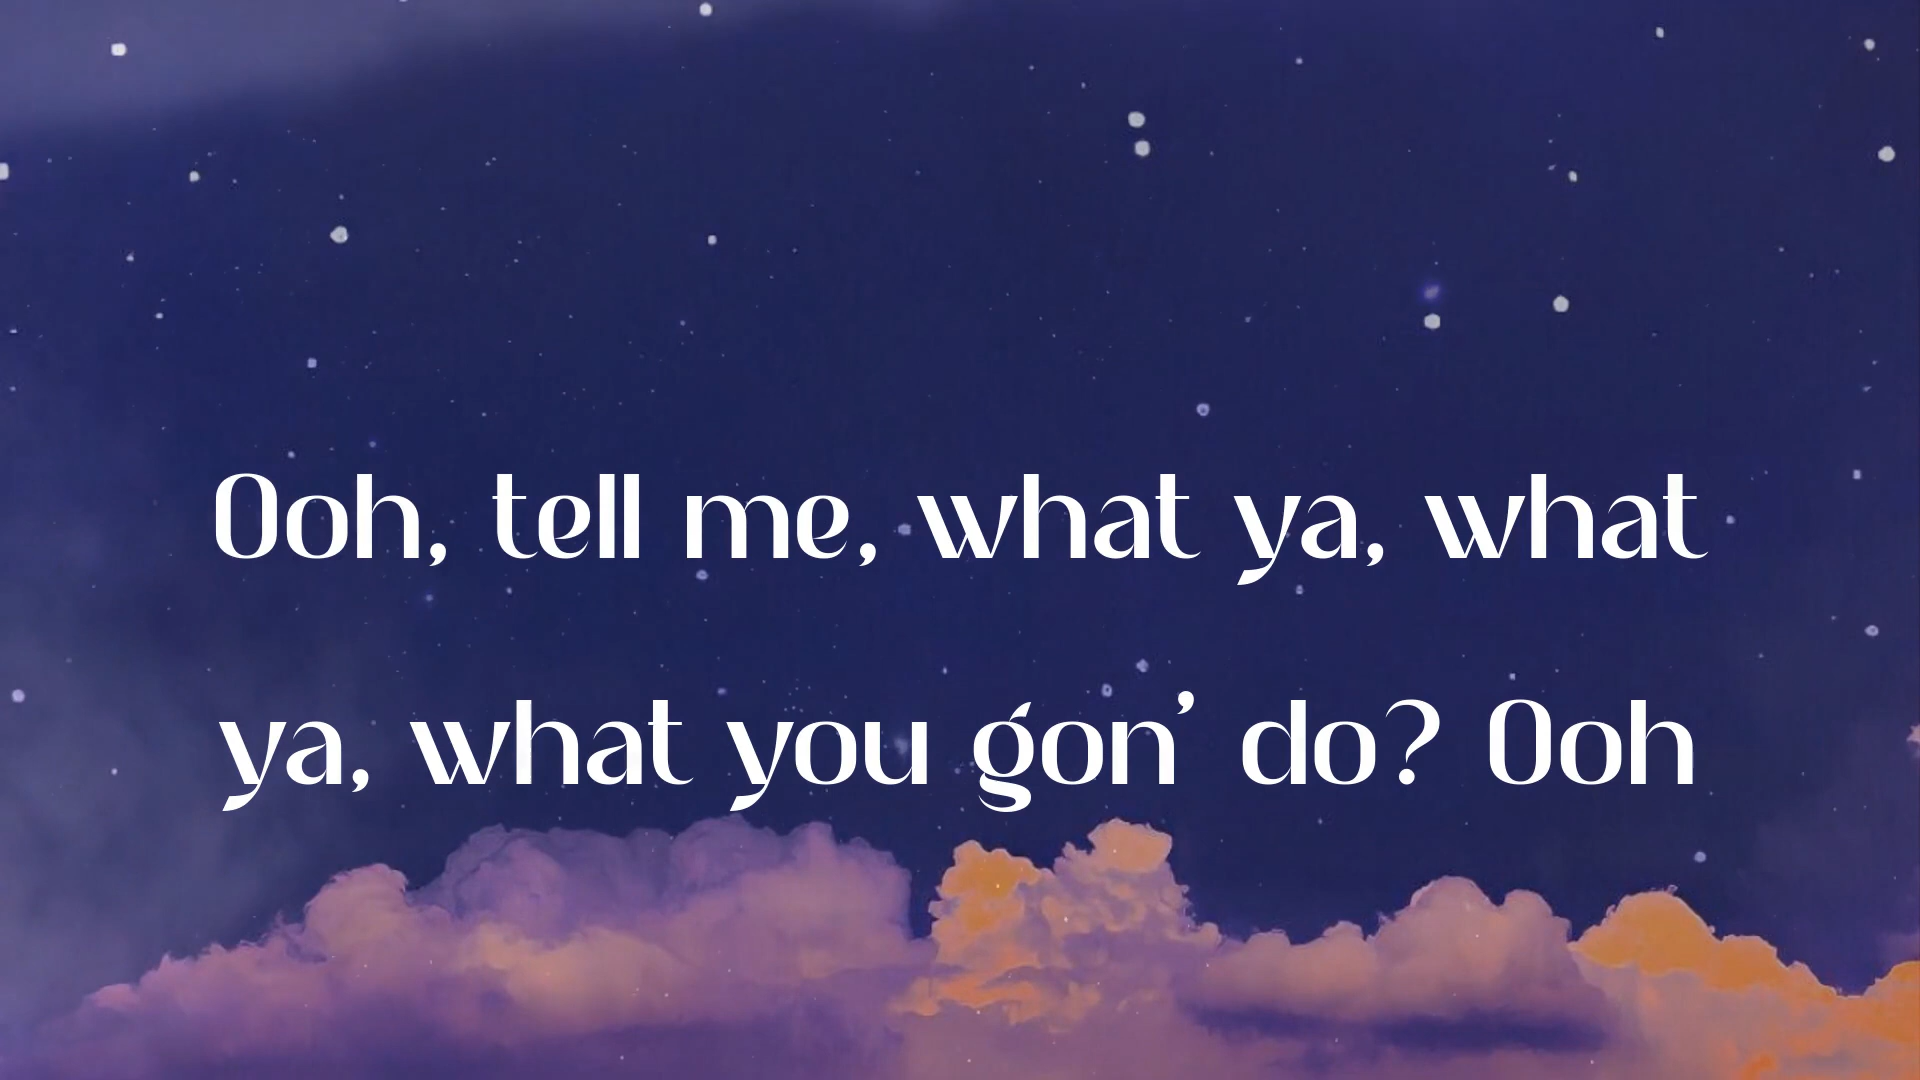 Ooh, tell me, what ya, what
ya, what you gon’ do? Ooh